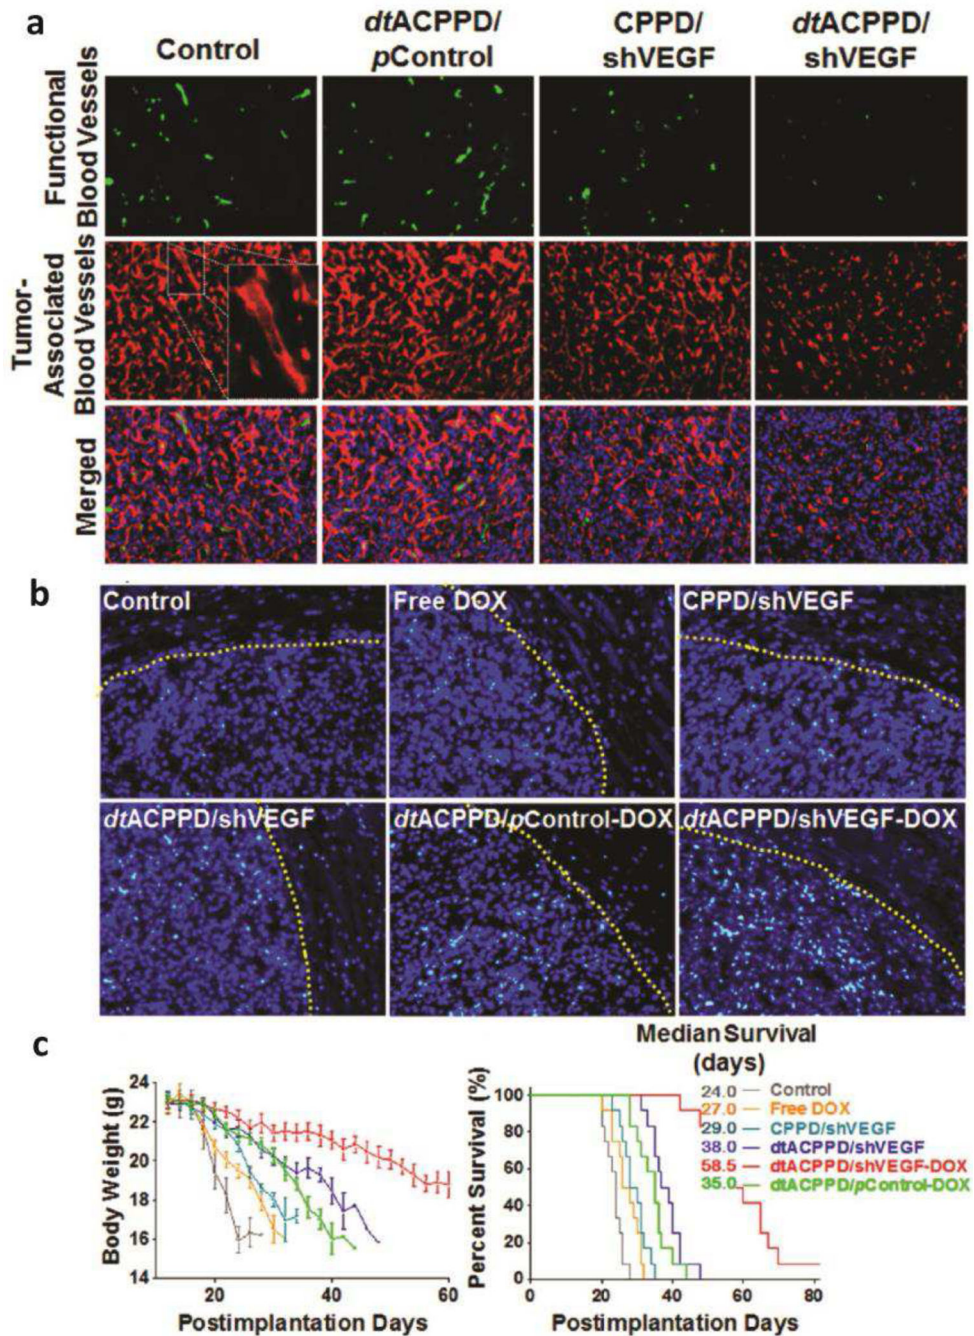 a
Control
dtACPPD/
pControl
CPPD/
shVEGF
dtACPPD/
shVEGF
Functional
Blood Vessels
Tumor-
Associated
Blood Vessels
Merged
b
Control
Free DOX
CPPD/shVEGF
dtACPPD/shVEGF
dtACPPD/pControl-DOX
dtACPPD/shVEGF-DOX
c
Median Survival
(days)
24.0 Control
27.0 Free DOX
29.0 CPPD/shVEGF
38.0 dtACPPD/shVEGF
58.5 dtACPPD/shVEGF-DOX
35.0 dtACPPD/pControl-DOX
Body Weight (g)
24
22
20
18
16
14
20
40
60
Postimplantation Days
Percent Survival (%)
100
80
60
40
20
0
0
20
40
60
80
Postimplantation Days